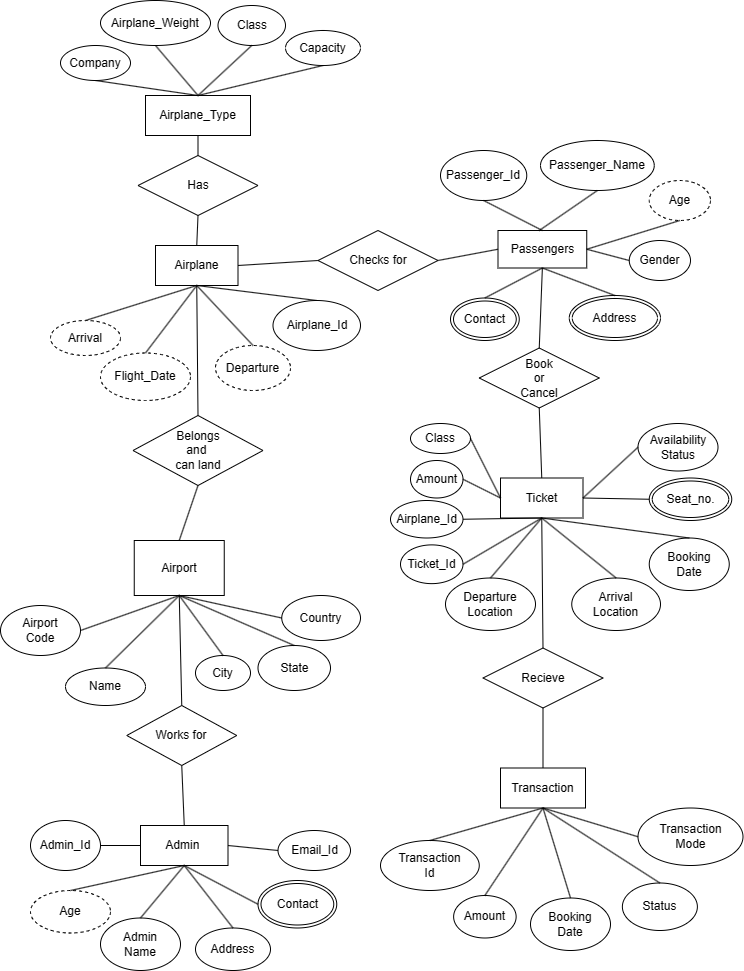 Airplane_Weight
Class
Company
Capacity
Airplane_Type
Has
Passenger_Id
Passenger_Name
Age
Airplane
Checks for
Passengers
Gender
Arrival
Flight_Date
Departure
Airplane_Id
Contact
Address
Book
or
Cancel
Belongs
and
can land
Class
Availability
Status
Amount
Ticket
Seat_no.
Airplane_Id
Ticket_Id
Booking
Date
Departure
Location
Arrival
Location
Airport
Airport
Code
Country
Name
City
State
Recieve
Works for
Transaction
Admin_Id
Admin
Email_Id
Transaction
Id
Transaction
Mode
Age
Contact
Admin
Name
Address
Amount
Booking
Date
Status